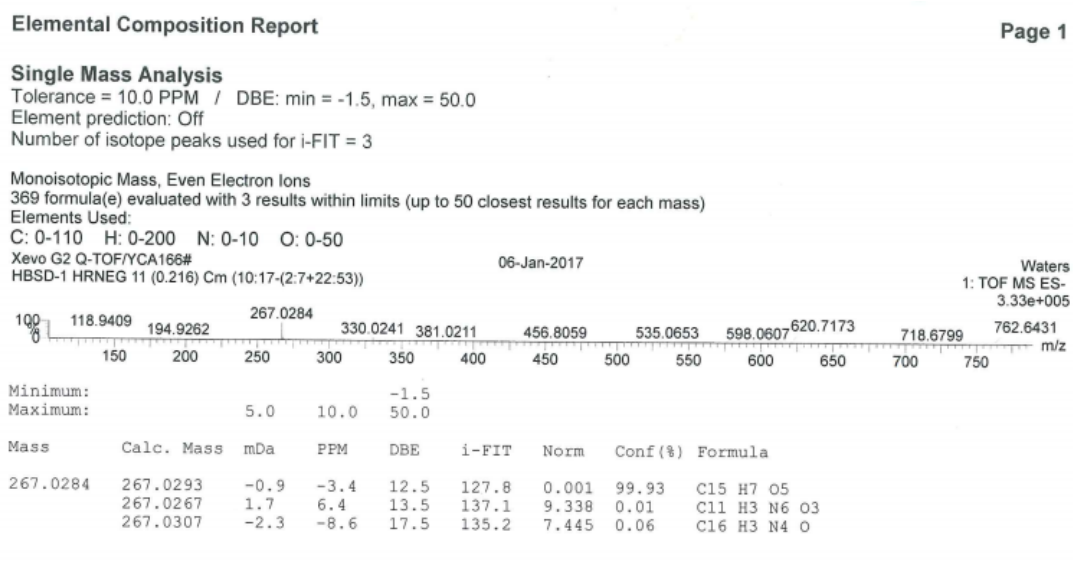 Elemental Composition Report Page 1
Single Mass Analysis
Tolerance = 10.0 PPM / DBE: min = -1.5, max = 50.0
Element prediction: Off
Number of isotope peaks used for i-FIT = 3
Monoisotopic Mass, Even Electron Ions
369 formula(e) evaluated with 3 results within limits (up to 50 closest results for each mass)
Elements Used:
C: 0-110 H: 0-200 N: 0-10 O: 0-50
Xevo G2 Q-TOF/YCA166# 06-Jan-2017 Waters
HBSD-1 HRNEG 11 (0.216) Cm (10:17-(2:7+22:53)) 1: TOF MS ES-
3.33e+005
100 118.9409 194.9262 267.0284 330.0241 381.0211 456.8059 535.0653 598.0607 620.7173 718.6799 762.6431
%
0 m/z
150 200 250 300 350 400 450 500 550 600 650 700 750
Minimum: -1.5
Maximum: 5.0 10.0 50.0
Mass Calc. Mass mDa PPM DBE i-FIT Norm Conf(%) Formula
267.0284 267.0293 -0.9 -3.4 12.5 127.8 0.001 99.93 C15 H7 O5
267.0267 1.7 6.4 13.5 137.1 9.338 0.01 C11 H3 N6 O3
267.0307 -2.3 -8.6 17.5 135.2 7.445 0.06 C16 H3 N4 O